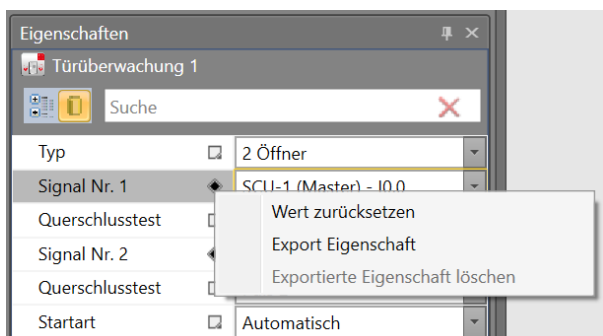 Eigenschaften
Türüberwachung 1
Suche
Typ 2 Öffner
Signal Nr. 1 SCU-1 (Master) - I0.0
Querschlusstest
Signal Nr. 2
Querschlusstest
Startart Automatisch
Wert zurücksetzen
Export Eigenschaft
Exportierte Eigenschaft löschen